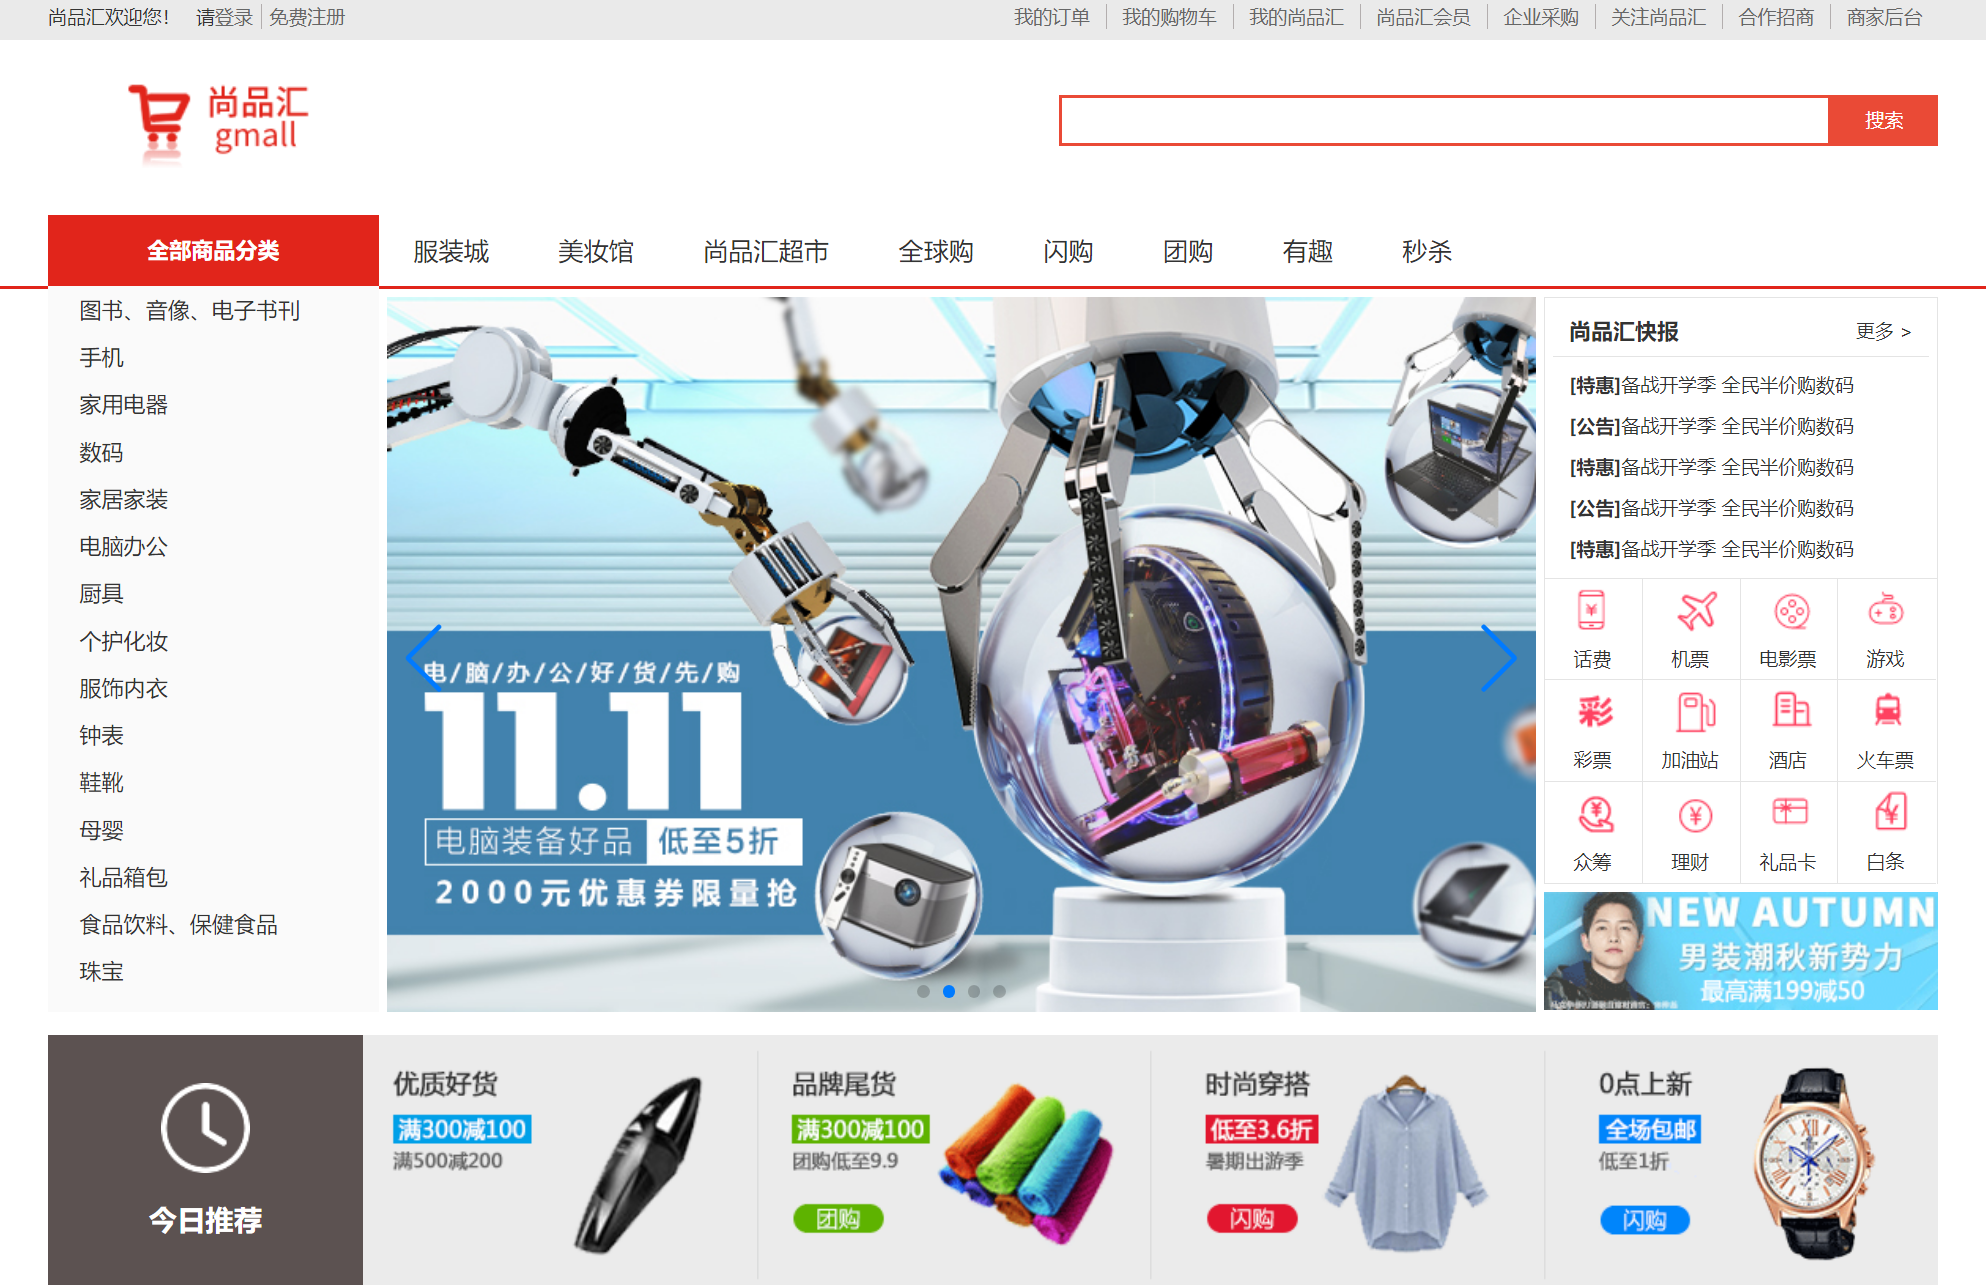 尚品汇欢迎您！ 请登录 免费注册 我的订单 我的购物车 我的尚品汇 尚品汇会员 企业采购 关注尚品汇 合作招商 商家后台
尚品汇
gmall
搜索
全部商品分类 服装城 美妆馆 尚品汇超市 全球购 闪购 团购 有趣 秒杀
图书、音像、电子书刊
手机
家用电器
数码
家居家装
电脑办公
厨具
个护化妆
服饰内衣
钟表
鞋靴
母婴
礼品箱包
食品饮料、保健食品
珠宝
电/脑/办/公/好/货/先/购
11.11
电脑装备好品 低至5折
2000元优惠券限量抢
尚品汇快报 更多 >
[特惠]备战开学季 全民半价购数码
[公告]备战开学季 全民半价购数码
[特惠]备战开学季 全民半价购数码
[公告]备战开学季 全民半价购数码
[特惠]备战开学季 全民半价购数码
话费 机票 电影票 游戏
彩
彩票 加油站 酒店 火车票
众筹 理财 礼品卡 白条
NEW AUTUMN
男装潮秋新势力
最高满199减50
今日推荐
优质好货
满300减100
满500减200
品牌尾货
满300减100
团购低至9.9
团购
时尚穿搭
低至3.6折
暑期出游季
闪购
0点上新
全场包邮
低至1折
闪购